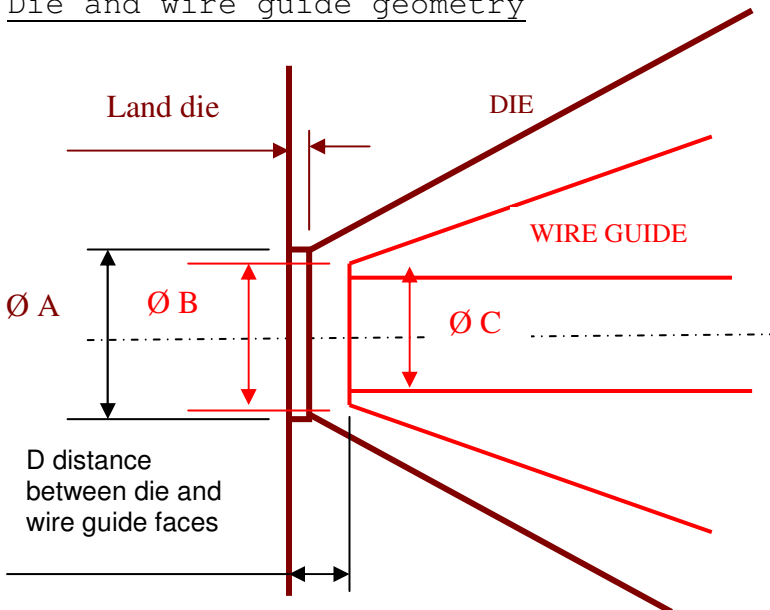 Die and wire guide geometry
Land die
DIE
WIRE GUIDE
Ø A
Ø B
Ø C
D distance
between die and
wire guide faces